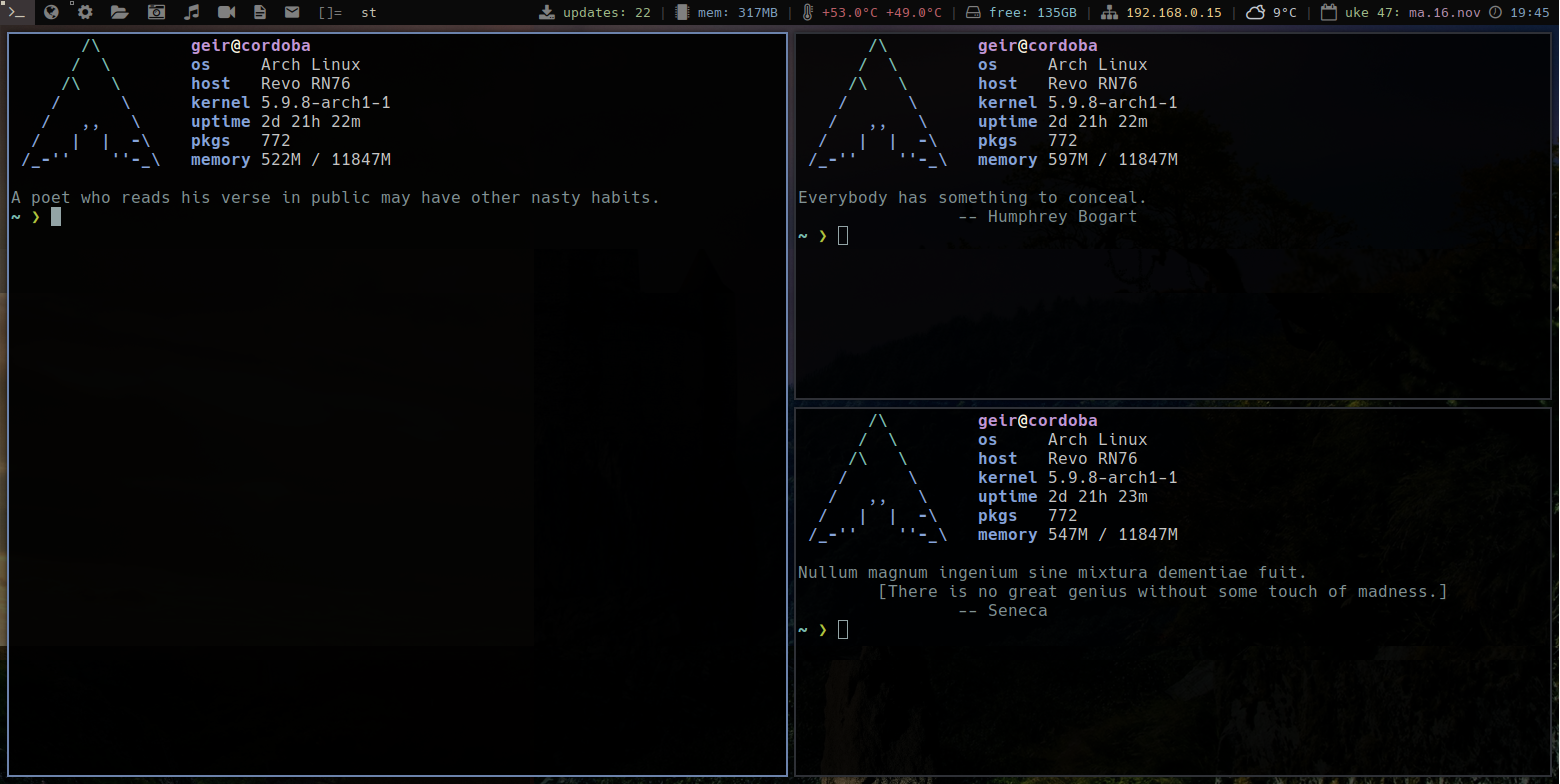 []= st updates: 22 | mem: 317MB | +53.0°C +49.0°C | free: 135GB | 192.168.0.15 | 9°C | uke 47: ma.16.nov 19:45
/\ geir@cordoba
/ \ os Arch Linux
/\ \ host Revo RN76
/ \ kernel 5.9.8-arch1-1
/ ,, \ uptime 2d 21h 22m
/ | | -\ pkgs 772
/_-'' ''-_\ memory 522M / 11847M
A poet who reads his verse in public may have other nasty habits.
~ ❯
/\ geir@cordoba
/ \ os Arch Linux
/\ \ host Revo RN76
/ \ kernel 5.9.8-arch1-1
/ ,, \ uptime 2d 21h 22m
/ | | -\ pkgs 772
/_-'' ''-_\ memory 597M / 11847M
Everybody has something to conceal.
-- Humphrey Bogart
~ ❯
/\ geir@cordoba
/ \ os Arch Linux
/\ \ host Revo RN76
/ \ kernel 5.9.8-arch1-1
/ ,, \ uptime 2d 21h 23m
/ | | -\ pkgs 772
/_-'' ''-_\ memory 547M / 11847M
Nullum magnum ingenium sine mixtura dementiae fuit.
[There is no great genius without some touch of madness.]
-- Seneca
~ ❯